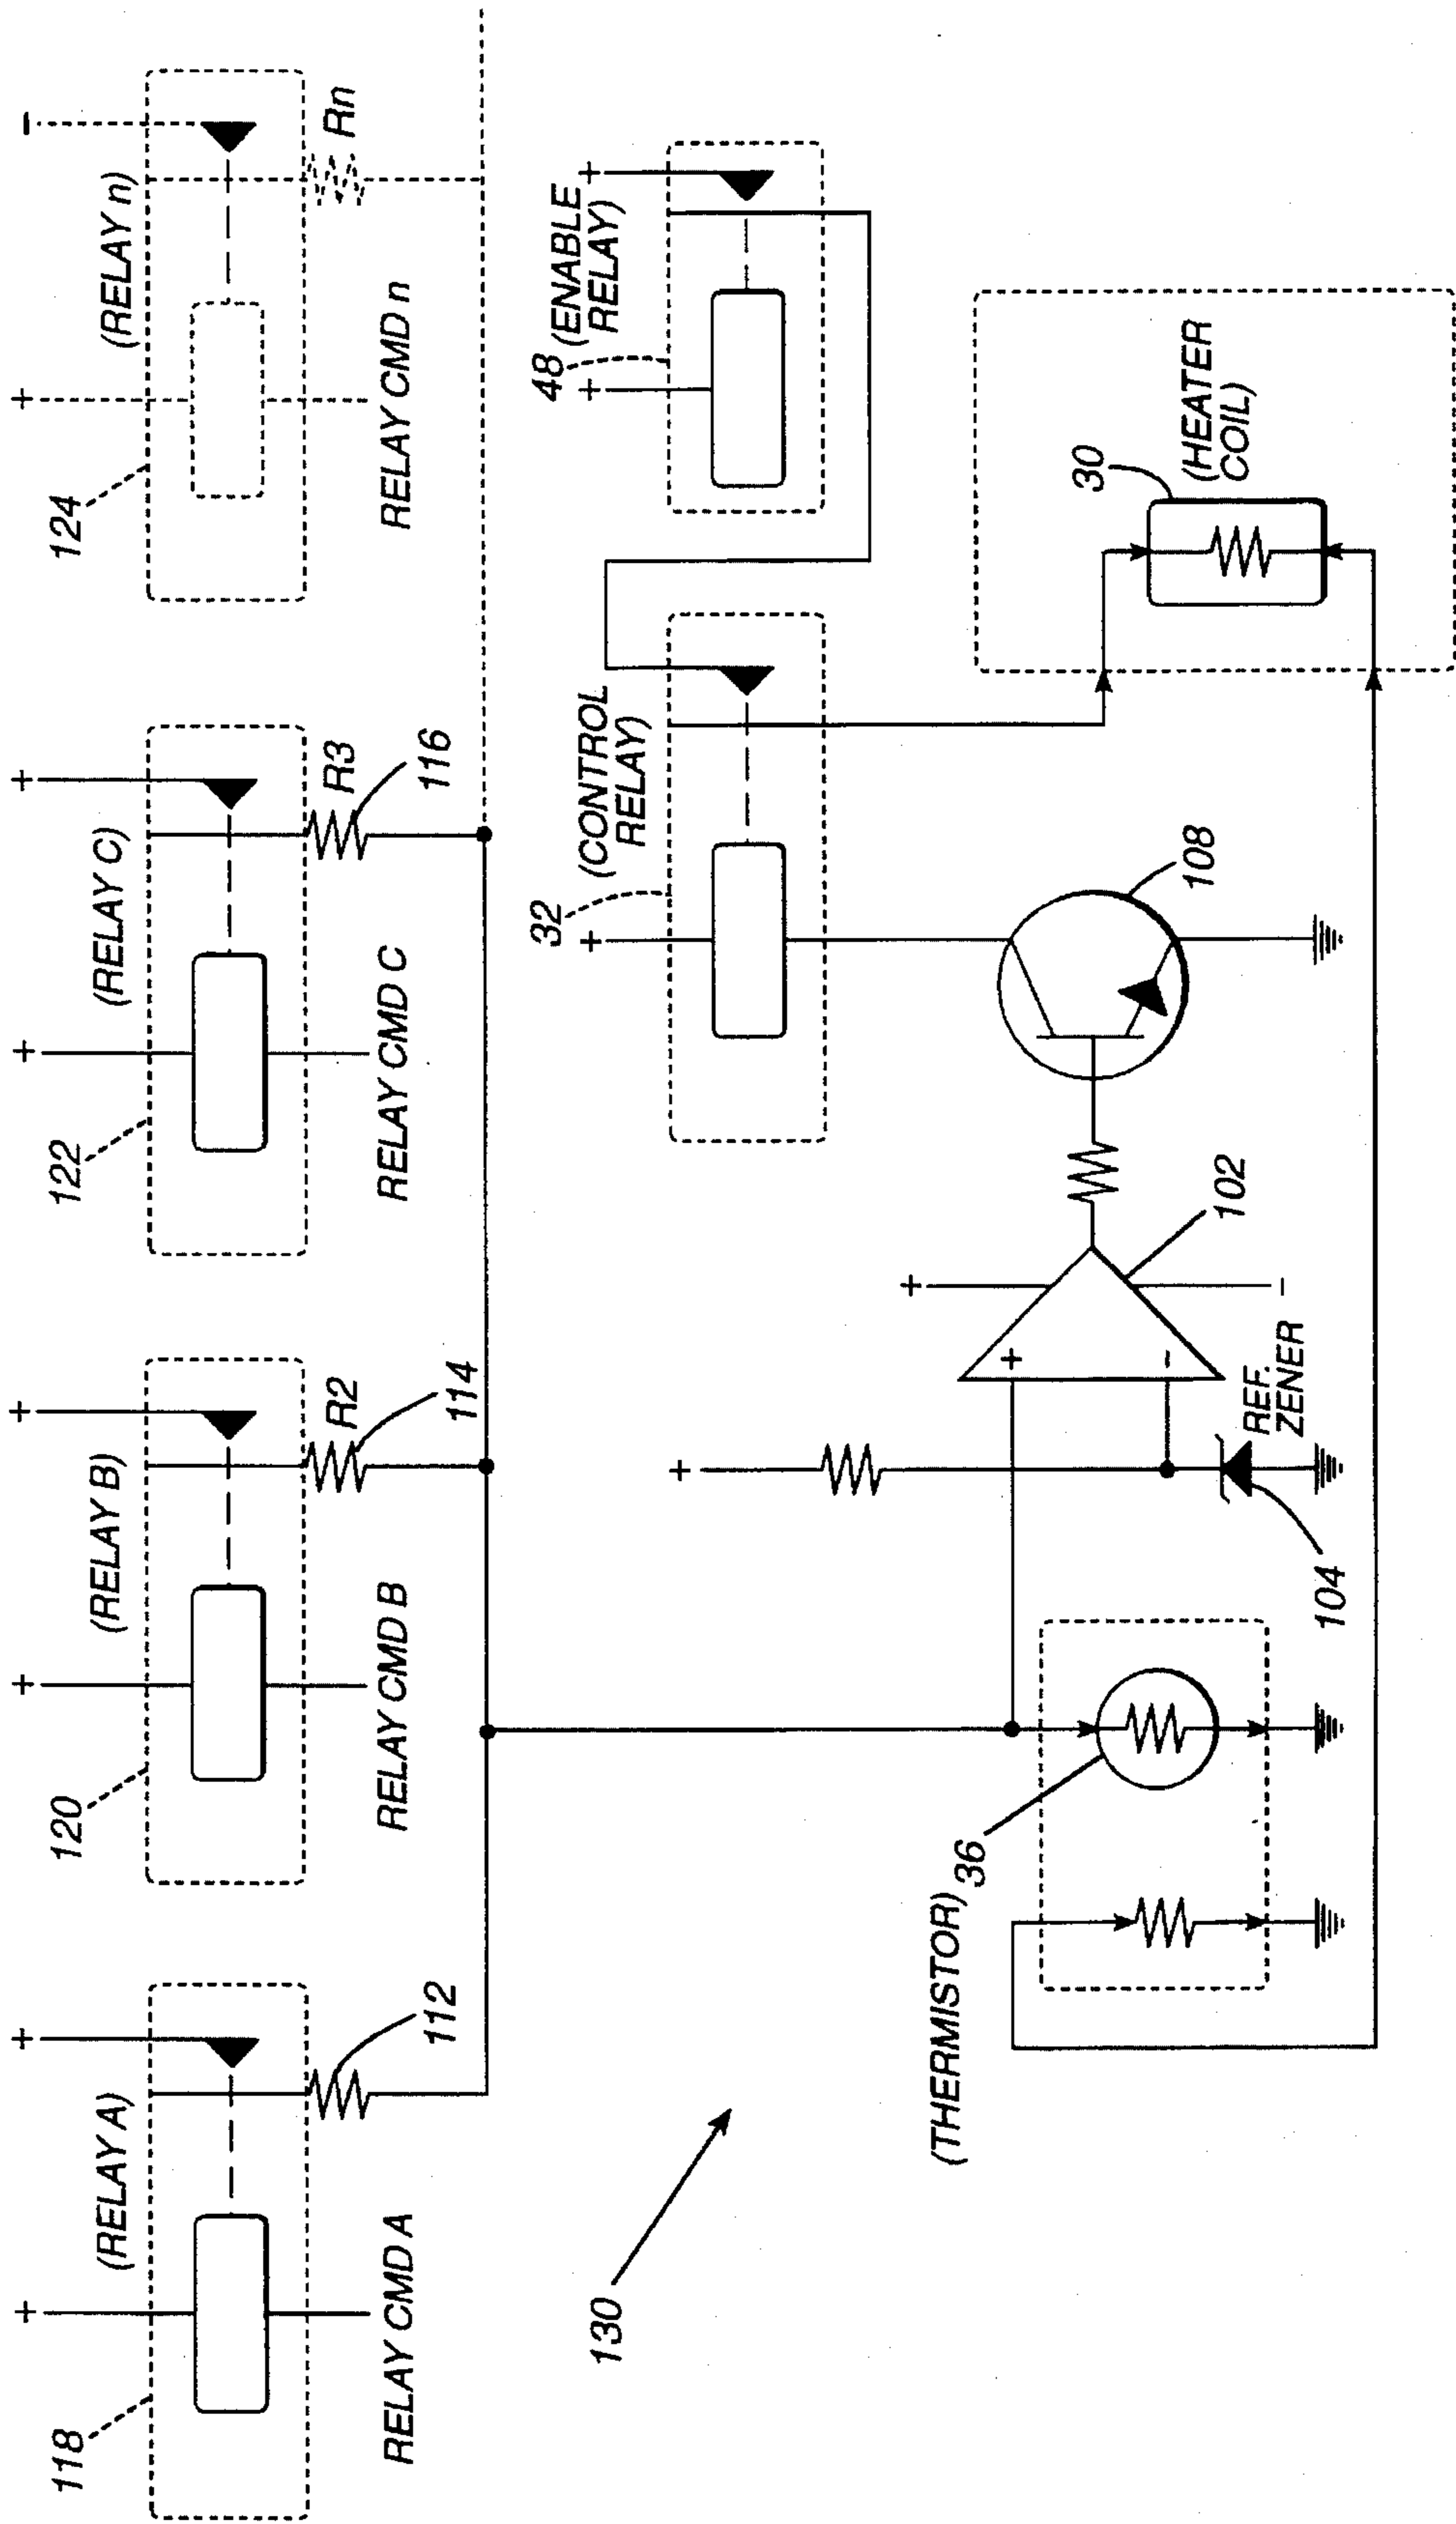 118
(RELAY A)
RELAY CMD A
112
120
(RELAY B)
RELAY CMD B
R2
114
122
(RELAY C)
RELAY CMD C
R3
116
124
(RELAY n)
RELAY CMD n
Rn
+
+
+
+
+
+
+
-
32
(CONTROL
RELAY)
+
48
(ENABLE
RELAY)
+
+
130
(THERMISTOR)
36
+
+
-
+
-
REF.
ZENER
104
102
108
30
(HEATER
COIL)